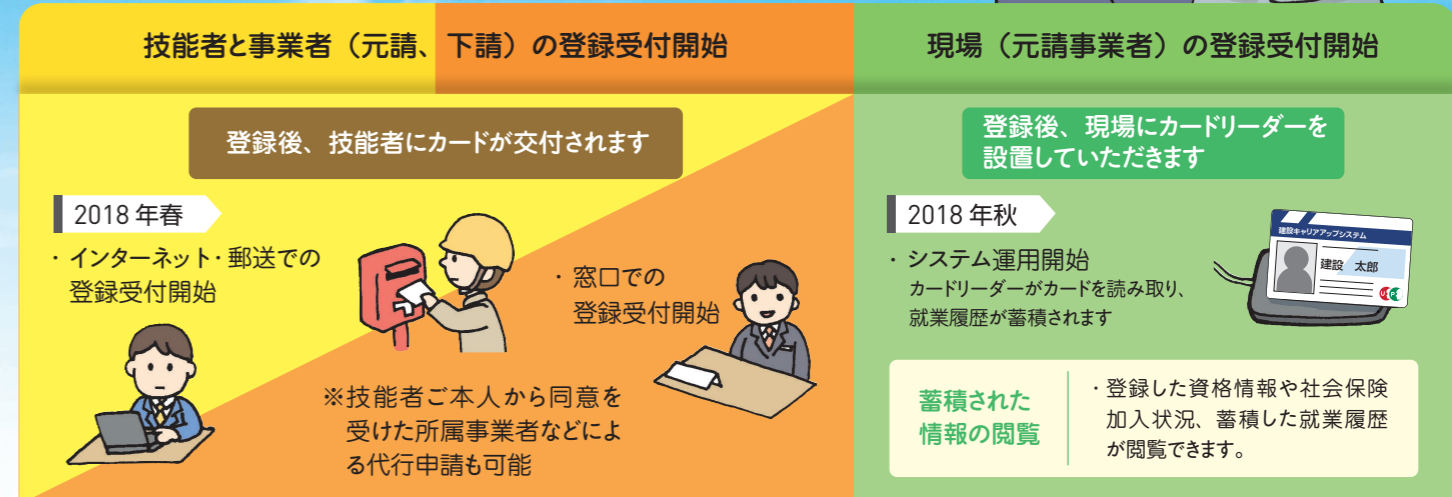 技能者と事業者（元請、下請）の登録受付開始
登録後、技能者にカードが交付されます
2018 年春
・インターネット・郵送での
登録受付開始
・窓口での
登録受付開始
※技能者ご本人から同意を
受けた所属事業者などによ
る代行申請も可能
現場（元請事業者）の登録受付開始
登録後、現場にカードリーダーを
設置していただきます
2018 年秋
・システム運用開始
カードリーダーがカードを読み取り、
就業履歴が蓄積されます
建設キャリアアップシステム
建設　太郎
蓄積された
情報の閲覧
・登録した資格情報や社会保険
加入状況、蓄積した就業履歴
が閲覧できます。